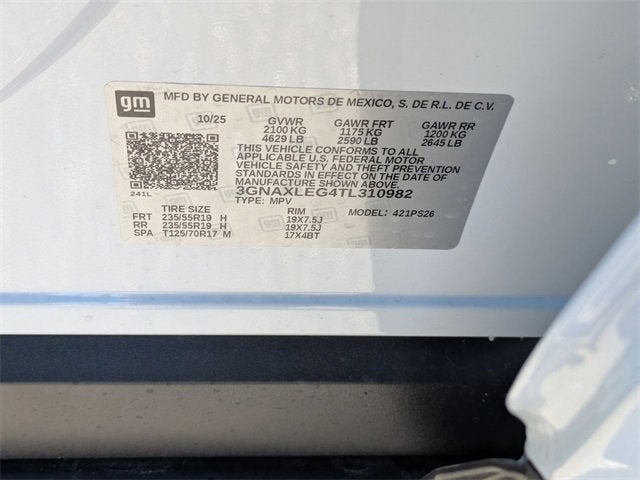 gm MFD BY GENERAL MOTORS DE MEXICO, S. DE R.L. DE C.V.
10/25 GVWR GAWR FRT GAWR RR
2100 KG 1175 KG 1200 KG
4629 LB 2590 LB 2645 LB
THIS VEHICLE CONFORMS TO ALL
APPLICABLE U.S. FEDERAL MOTOR
VEHICLE SAFETY AND THEFT PREVENTION
STANDARDS IN EFFECT ON THE DATE OF
MANUFACTURE SHOWN ABOVE.
241L 3GNAXLEG4TL310982
TYPE: MPV MODEL: 421PS26
TIRE SIZE RIM
FRT 235/55R19 H 19X7.5J
RR 235/55R19 H 19X7.5J
SPA T125/70R17 M 17X4BT